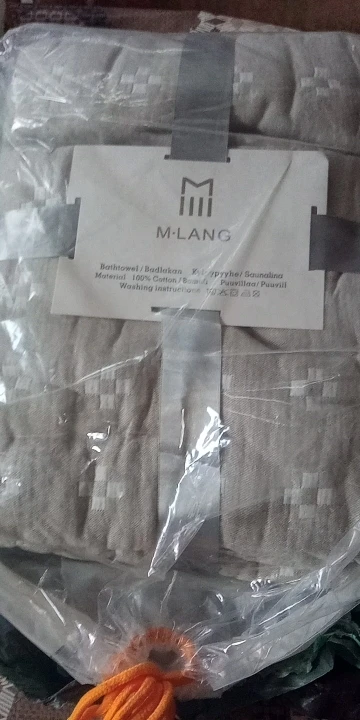 M·LANG
Bathtowel/Badlakan Saunalina
Material 100% Cotton/ Puuvillaa/Puuvill
Washing instructions